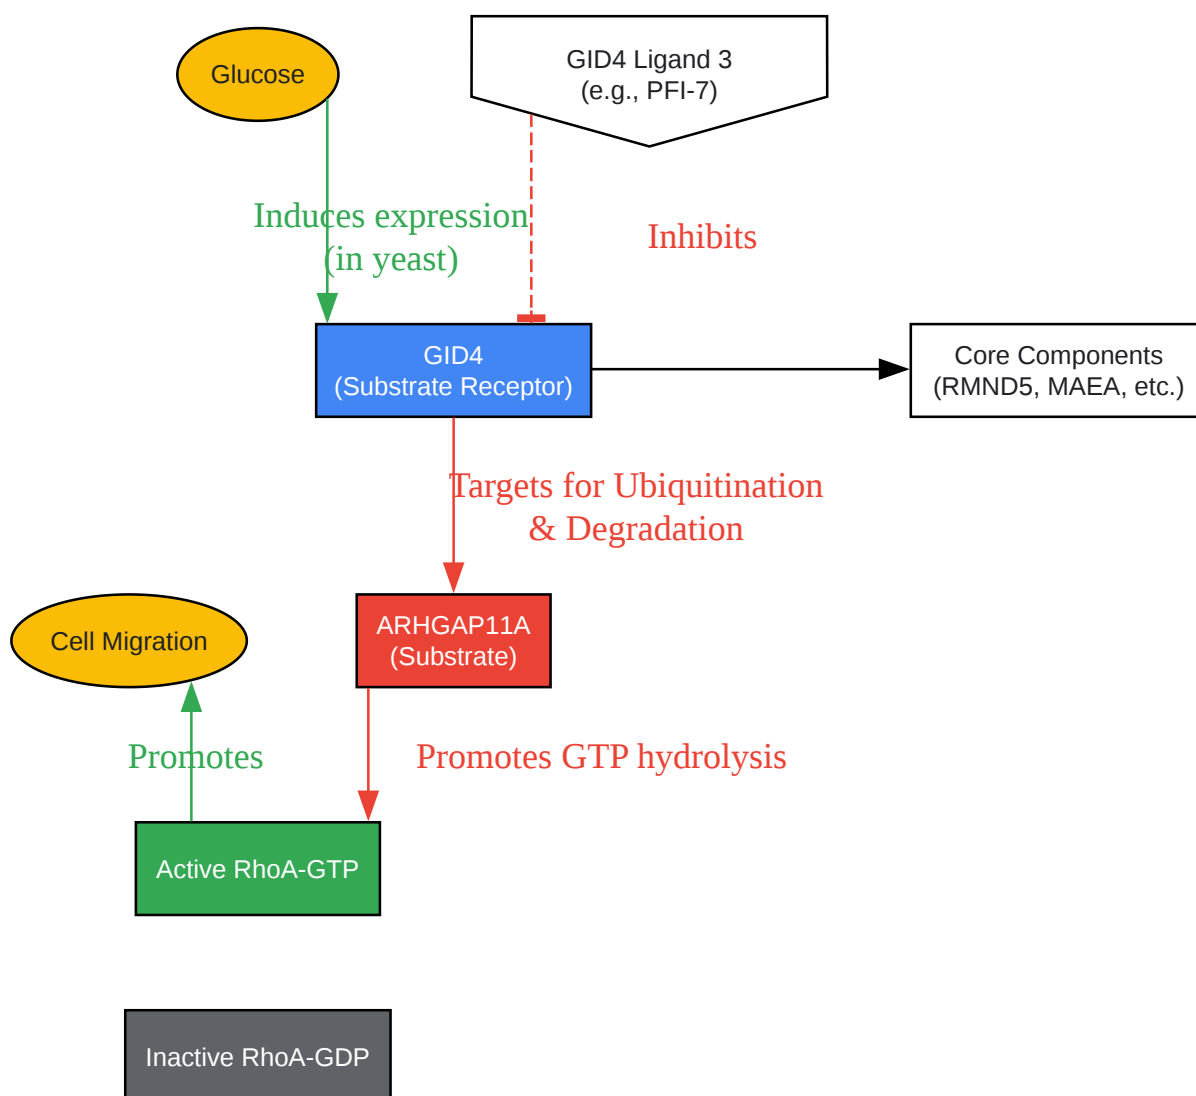 Glucose
GID4 Ligand 3
(e.g., PFI-7)
Induces expression
(in yeast)
Inhibits
GID4
(Substrate Receptor)
Core Components
(RMND5, MAEA, etc.)
Targets for Ubiquitination
& Degradation
Cell Migration
ARHGAP11A
(Substrate)
Promotes
Promotes GTP hydrolysis
Active RhoA-GTP
Inactive RhoA-GDP